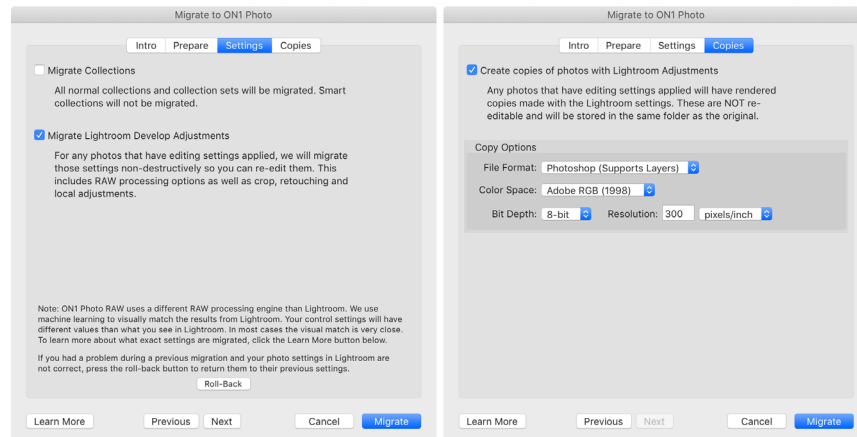 Migrate to ON1 Photo
Intro Prepare Settings Copies
Migrate Collections
All normal collections and collection sets will be migrated. Smart
collections will not be migrated.
Migrate Lightroom Develop Adjustments
For any photos that have editing settings applied, we will migrate
those settings non-destructively so you can re-edit them. This
includes RAW processing options as well as crop, retouching and
local adjustments.
Note: ON1 Photo RAW uses a different RAW processing engine than Lightroom. We use
machine learning to visually match the results from Lightroom. Your control settings will have
different values than what you see in Lightroom. In most cases the visual match is very close.
To learn more about what exact settings are migrated, click the Learn More button below.
If you had a problem during a previous migration and your photo settings in Lightroom are
not correct, press the roll-back button to return them to their previous settings.
Roll-Back
Learn More Previous Next Cancel Migrate
Migrate to ON1 Photo
Intro Prepare Settings Copies
Create copies of photos with Lightroom Adjustments
Any photos that have editing settings applied will have rendered
copies made with the Lightroom settings. These are NOT re-
editable and will be stored in the same folder as the original.
Copy Options
File Format: Photoshop (Supports Layers)
Color Space: Adobe RGB (1998)
Bit Depth: 8-bit Resolution: 300 pixels/inch
Learn More Previous Next Cancel Migrate